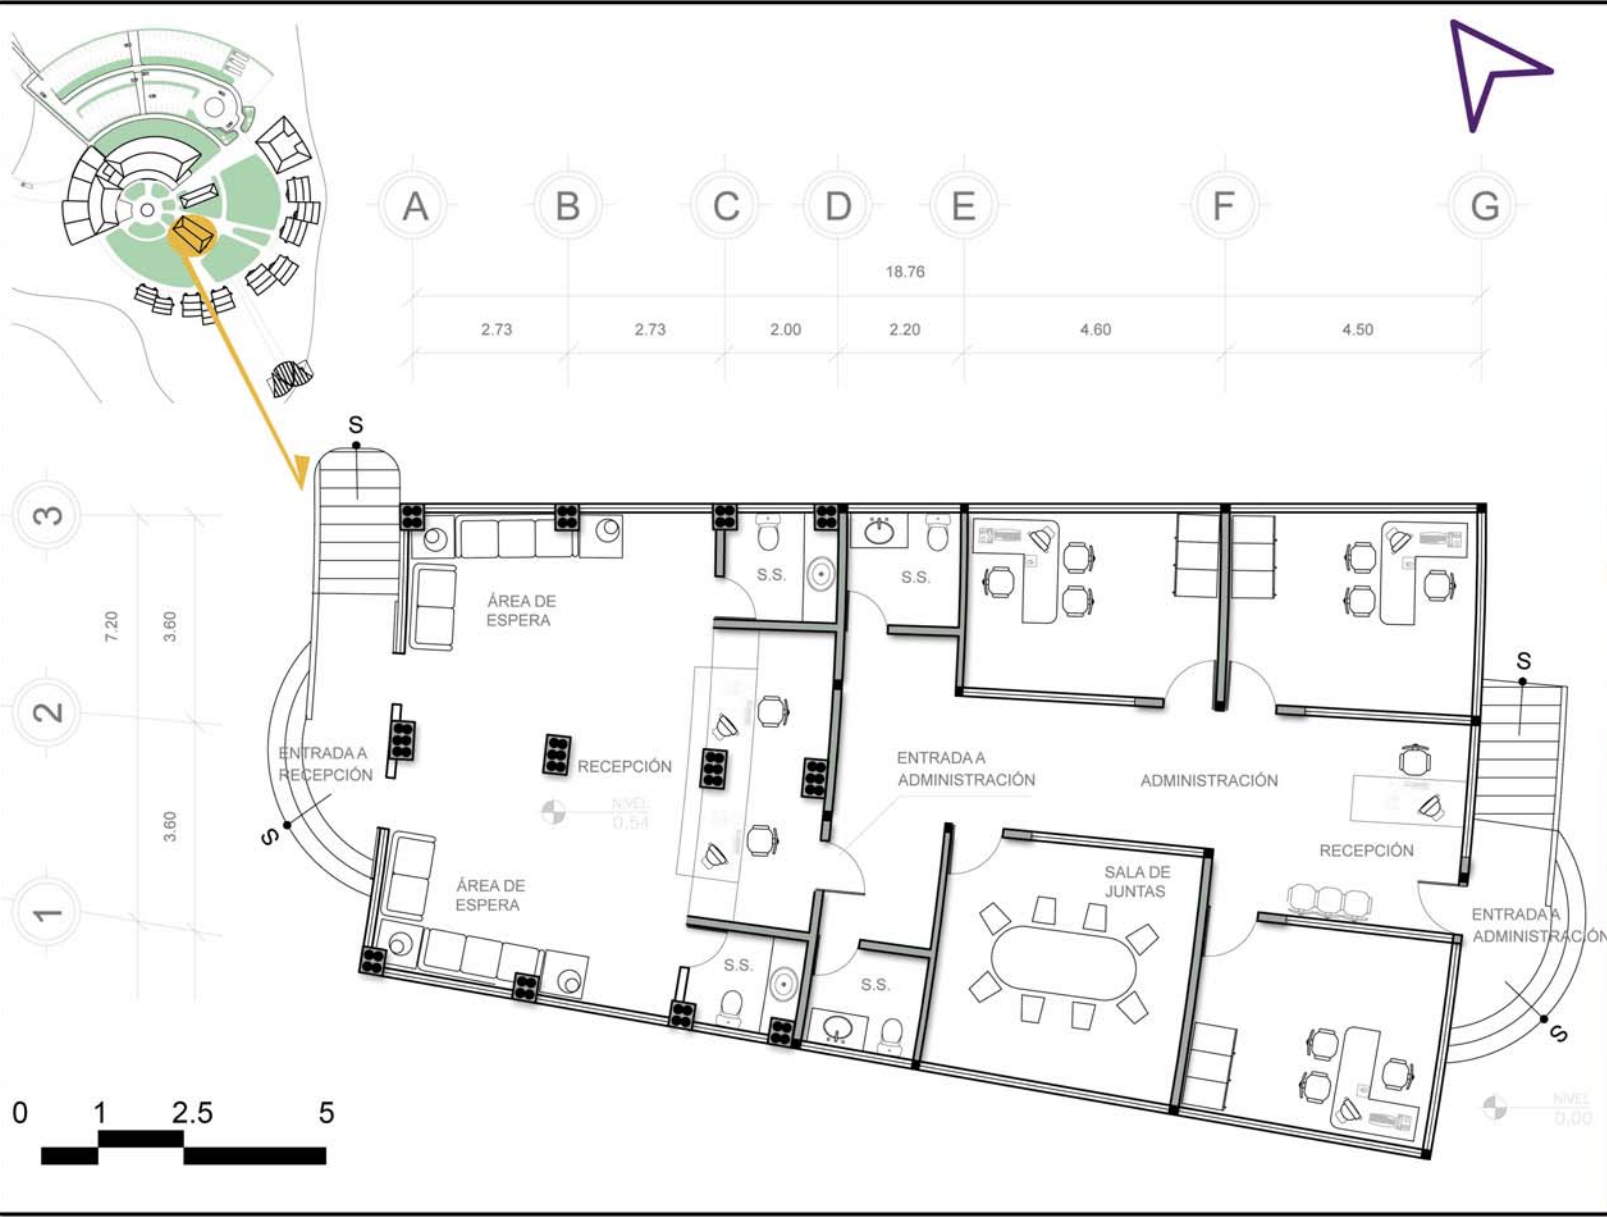 A B C D E F G
18.76
2.73 2.73 2.00 2.20 4.60 4.50
S
3
2
1
7.20
3.60
3.60
S.S.
S.S.
ÁREA DE
ESPERA
S
ENTRADA A
RECEPCIÓN
RECEPCIÓN
NIVEL
0.54
ENTRADA A
ADMINISTRACIÓN
ADMINISTRACIÓN
S
RECEPCIÓN
SALA DE
JUNTAS
ÁREA DE
ESPERA
ENTRADA A
ADMINISTRACIÓN
S.S.
S.S.
S
NIVEL
0.00
0 1 2.5 5